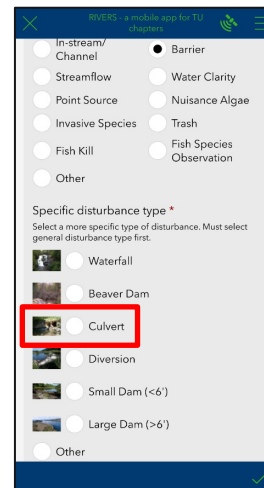 RIVERS - a mobile app for TU
chapters
In-stream/
Channel
Barrier
Streamflow
Water Clarity
Point Source
Nuisance Algae
Invasive Species
Trash
Fish Kill
Fish Species
Observation
Other
Specific disturbance type *
Select a more specific type of disturbance. Must select
general disturbance type first.
Waterfall
Beaver Dam
Culvert
Diversion
Small Dam (<6')
Large Dam (>6')
Other